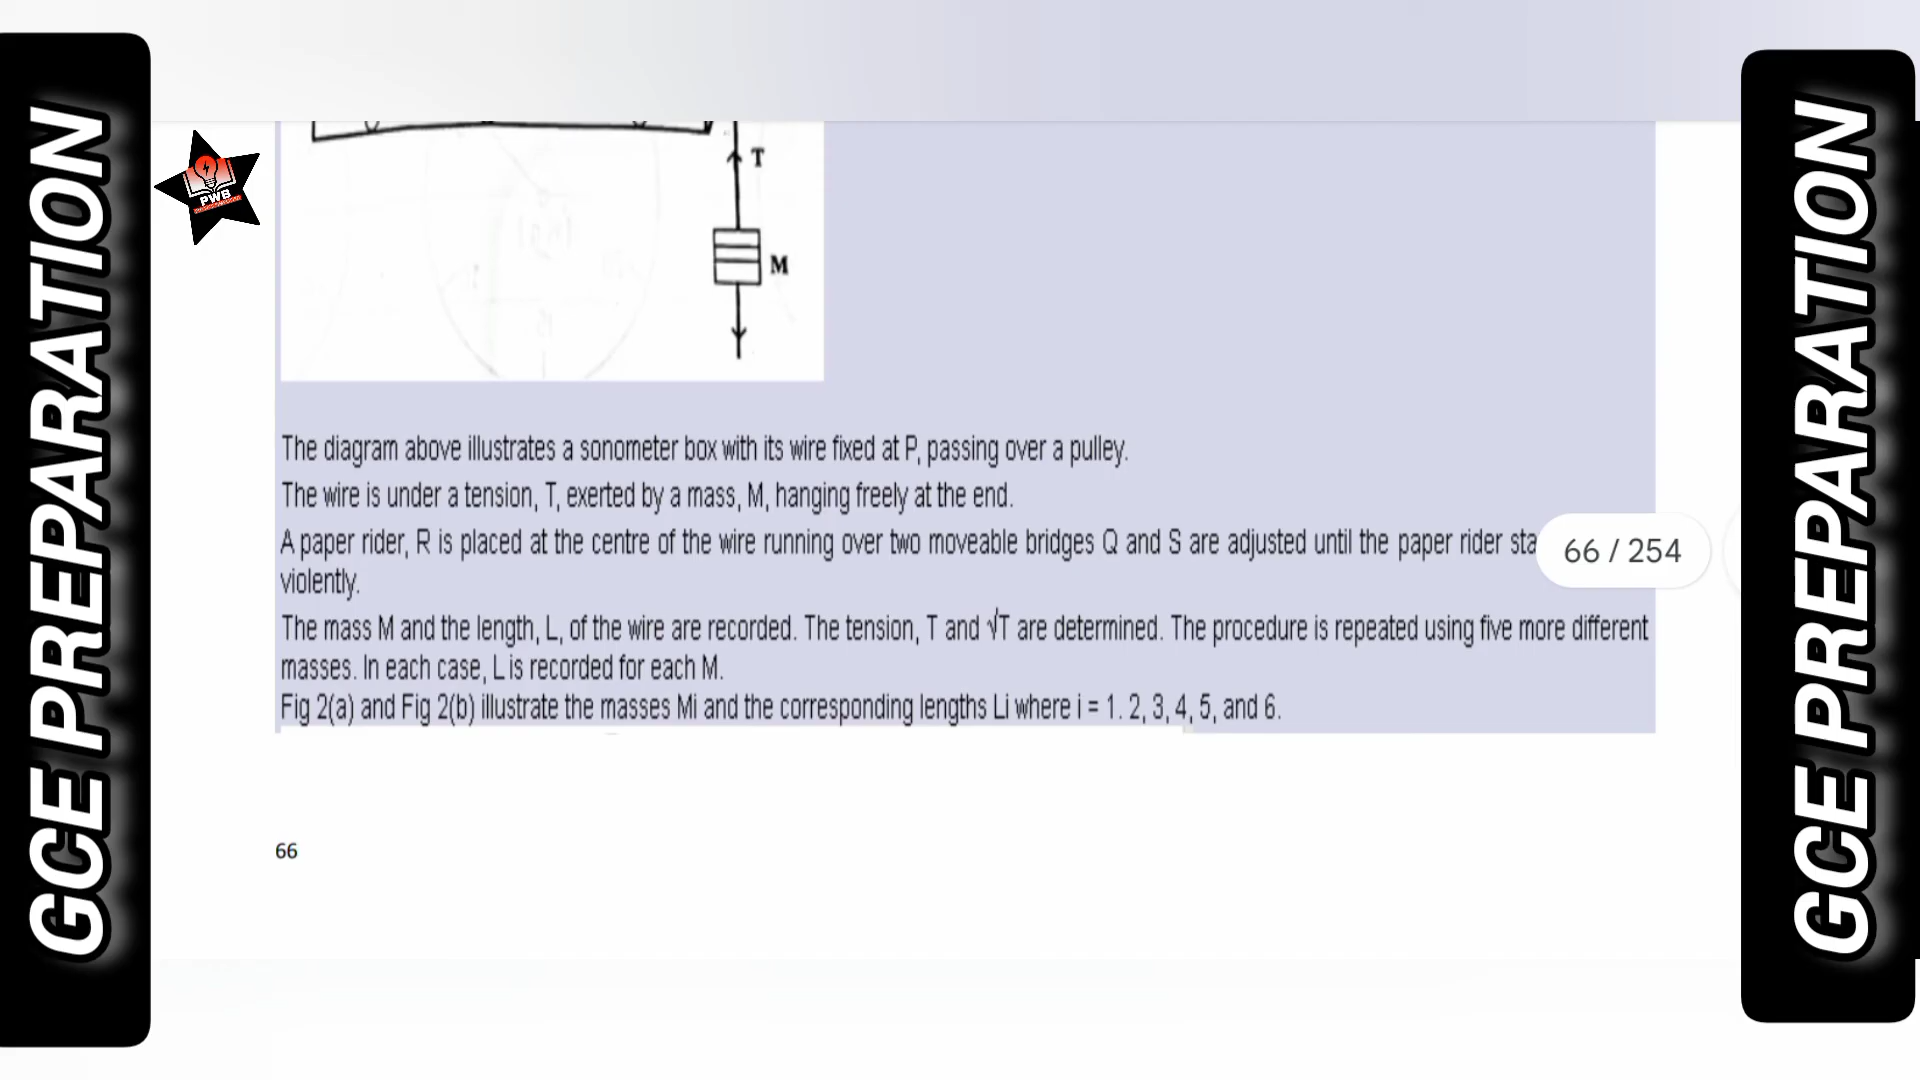 GCE PREPARATION
PWB
T
M
The diagram above illustrates a sonometer box with its wire fixed at P, passing over a pulley.
The wire is under a tension, T, exerted by a mass, M, hanging freely at the end.
A paper rider, R is placed at the centre of the wire running over two moveable bridges Q and S are adjusted until the paper rider
violently.
The mass M and the length, L, of the wire are recorded. The tension, T and √T are determined. The procedure is repeated using five more different
masses. In each case, L is recorded for each M.
Fig 2(a) and Fig 2(b) illustrate the masses Mi and the corresponding lengths Li where i = 1. 2, 3, 4, 5, and 6.
66 / 254
66
GCE PREPARATION